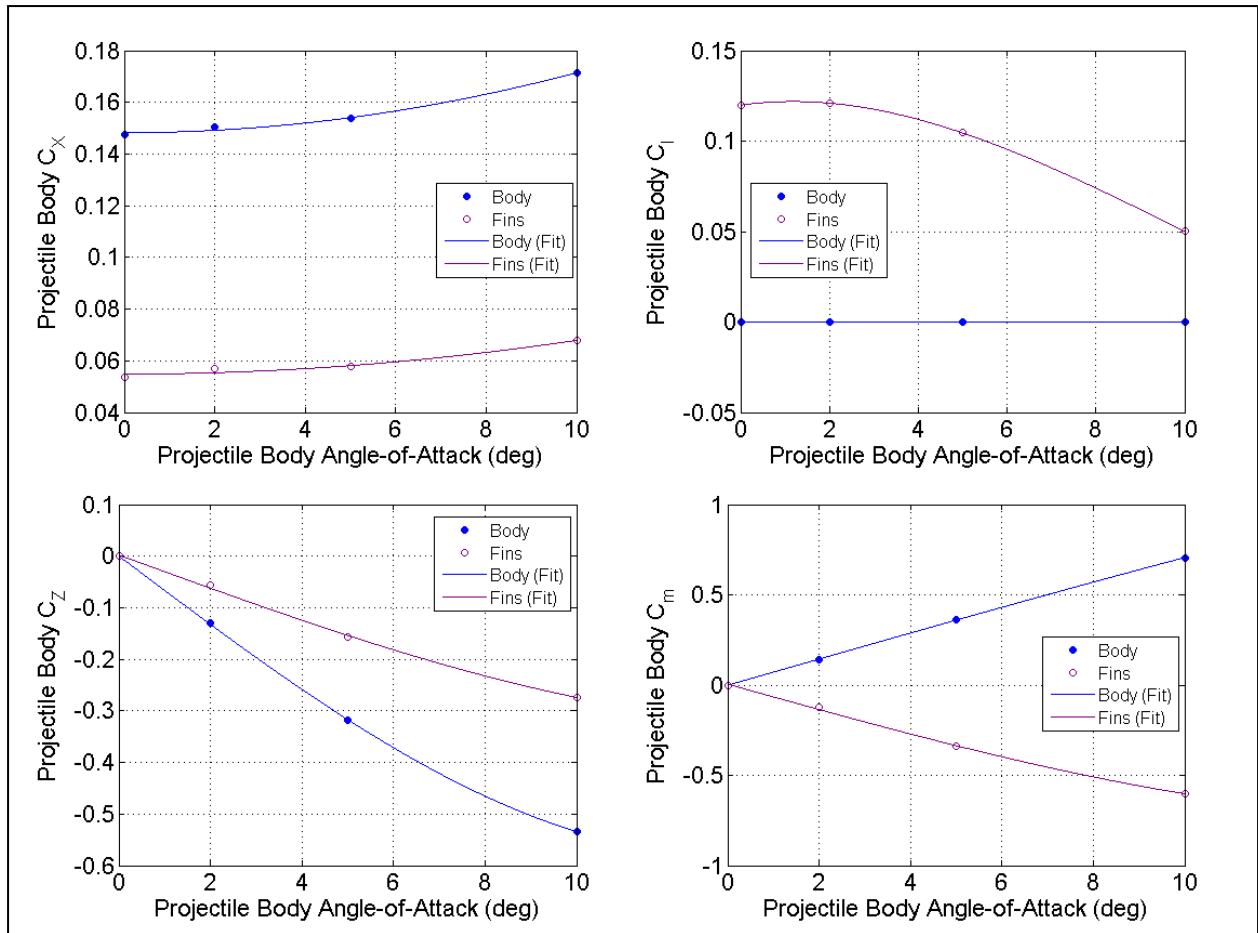 0.18
0.16
0.14
0.12
0.1
0.08
0.06
0.04
0 2 4 6 8 10
Projectile Body C_X
Projectile Body Angle-of-Attack (deg)
Body
Fins
Body (Fit)
Fins (Fit)
0.15
0.1
0.05
0
-0.05
0 2 4 6 8 10
Projectile Body C_l
Projectile Body Angle-of-Attack (deg)
Body
Fins
Body (Fit)
Fins (Fit)
0.1
0
-0.1
-0.2
-0.3
-0.4
-0.5
-0.6
0 2 4 6 8 10
Projectile Body C_Z
Projectile Body Angle-of-Attack (deg)
Body
Fins
Body (Fit)
Fins (Fit)
1
0.5
0
-0.5
-1
0 2 4 6 8 10
Projectile Body C_m
Projectile Body Angle-of-Attack (deg)
Body
Fins
Body (Fit)
Fins (Fit)